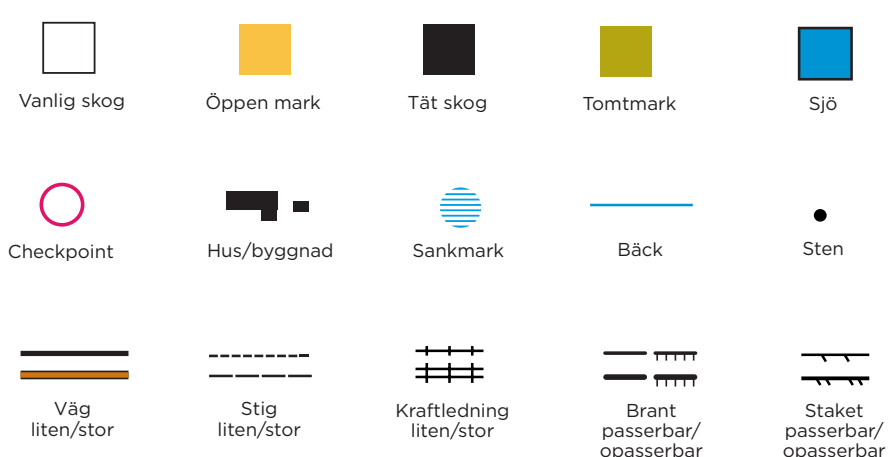 Vanlig skog
Öppen mark
Tät skog
Tomtmark
Sjö
Checkpoint
Hus/byggnad
Sankmark
Bäck
Sten
Väg
liten/stor
Stig
liten/stor
Kraftledning
liten/stor
Brant
passerbar/
opasserbar
Staket
passerbar/
opasserbar